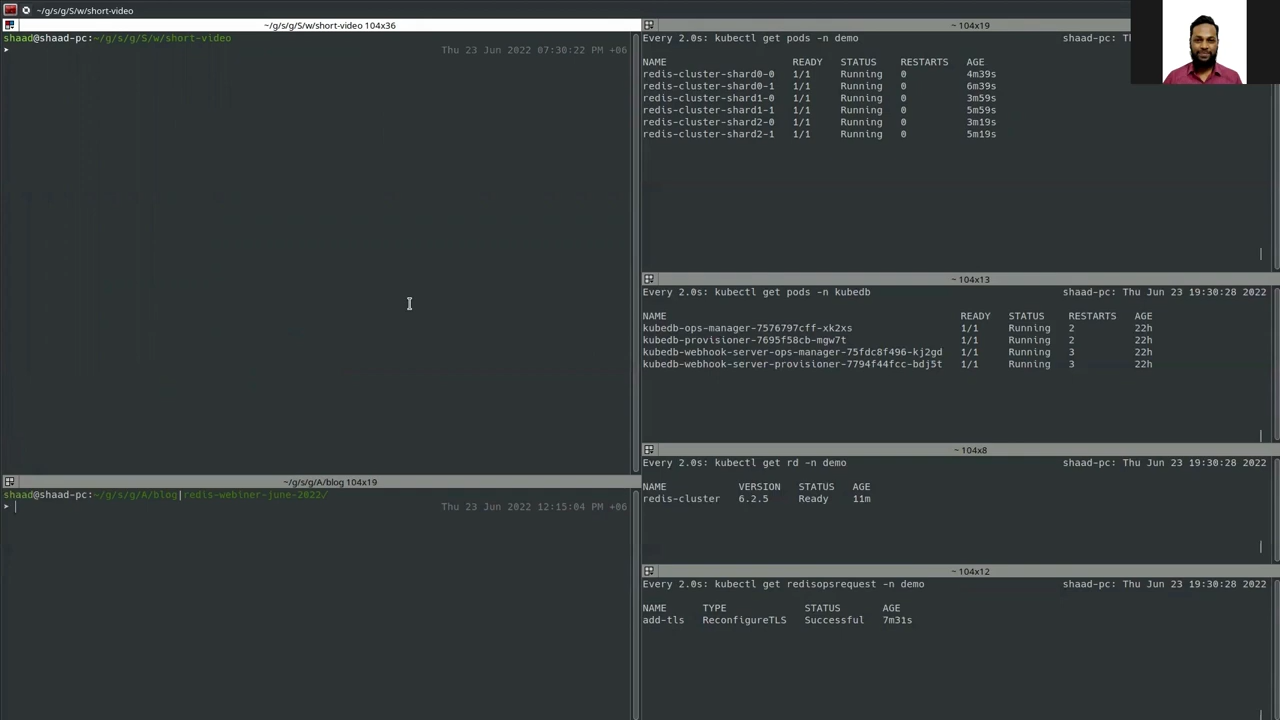 ~/g/s/g/S/w/short-video
~/g/s/g/S/w/short-video 104x36
shaad@shaad-pc:~/g/s/g/S/w/short-video
➤
Thu 23 Jun 2022 07:30:22 PM +06
~/g/s/g/A/blog 104x19
shaad@shaad-pc:~/g/s/g/A/blog|redis-webiner-june-2022⚡
➤
Thu 23 Jun 2022 12:15:04 PM +06
~ 104x19
Every 2.0s: kubectl get pods -n demo shaad-pc: Th
NAME READY STATUS RESTARTS AGE
redis-cluster-shard0-0 1/1 Running 0 4m39s
redis-cluster-shard0-1 1/1 Running 0 6m39s
redis-cluster-shard1-0 1/1 Running 0 3m59s
redis-cluster-shard1-1 1/1 Running 0 5m59s
redis-cluster-shard2-0 1/1 Running 0 3m19s
redis-cluster-shard2-1 1/1 Running 0 5m19s
~ 104x13
Every 2.0s: kubectl get pods -n kubedb shaad-pc: Thu Jun 23 19:30:28 2022
NAME READY STATUS RESTARTS AGE
kubedb-ops-manager-7576797cff-xk2xs 1/1 Running 2 22h
kubedb-provisioner-7695f58cb-mgw7t 1/1 Running 2 22h
kubedb-webhook-server-ops-manager-75fdc8f496-kj2gd 1/1 Running 3 22h
kubedb-webhook-server-provisioner-7794f44fcc-bdj5t 1/1 Running 3 22h
~ 104x8
Every 2.0s: kubectl get rd -n demo shaad-pc: Thu Jun 23 19:30:28 2022
NAME VERSION STATUS AGE
redis-cluster 6.2.5 Ready 11m
~ 104x12
Every 2.0s: kubectl get redisopsrequest -n demo shaad-pc: Thu Jun 23 19:30:28 2022
NAME TYPE STATUS AGE
add-tls ReconfigureTLS Successful 7m31s